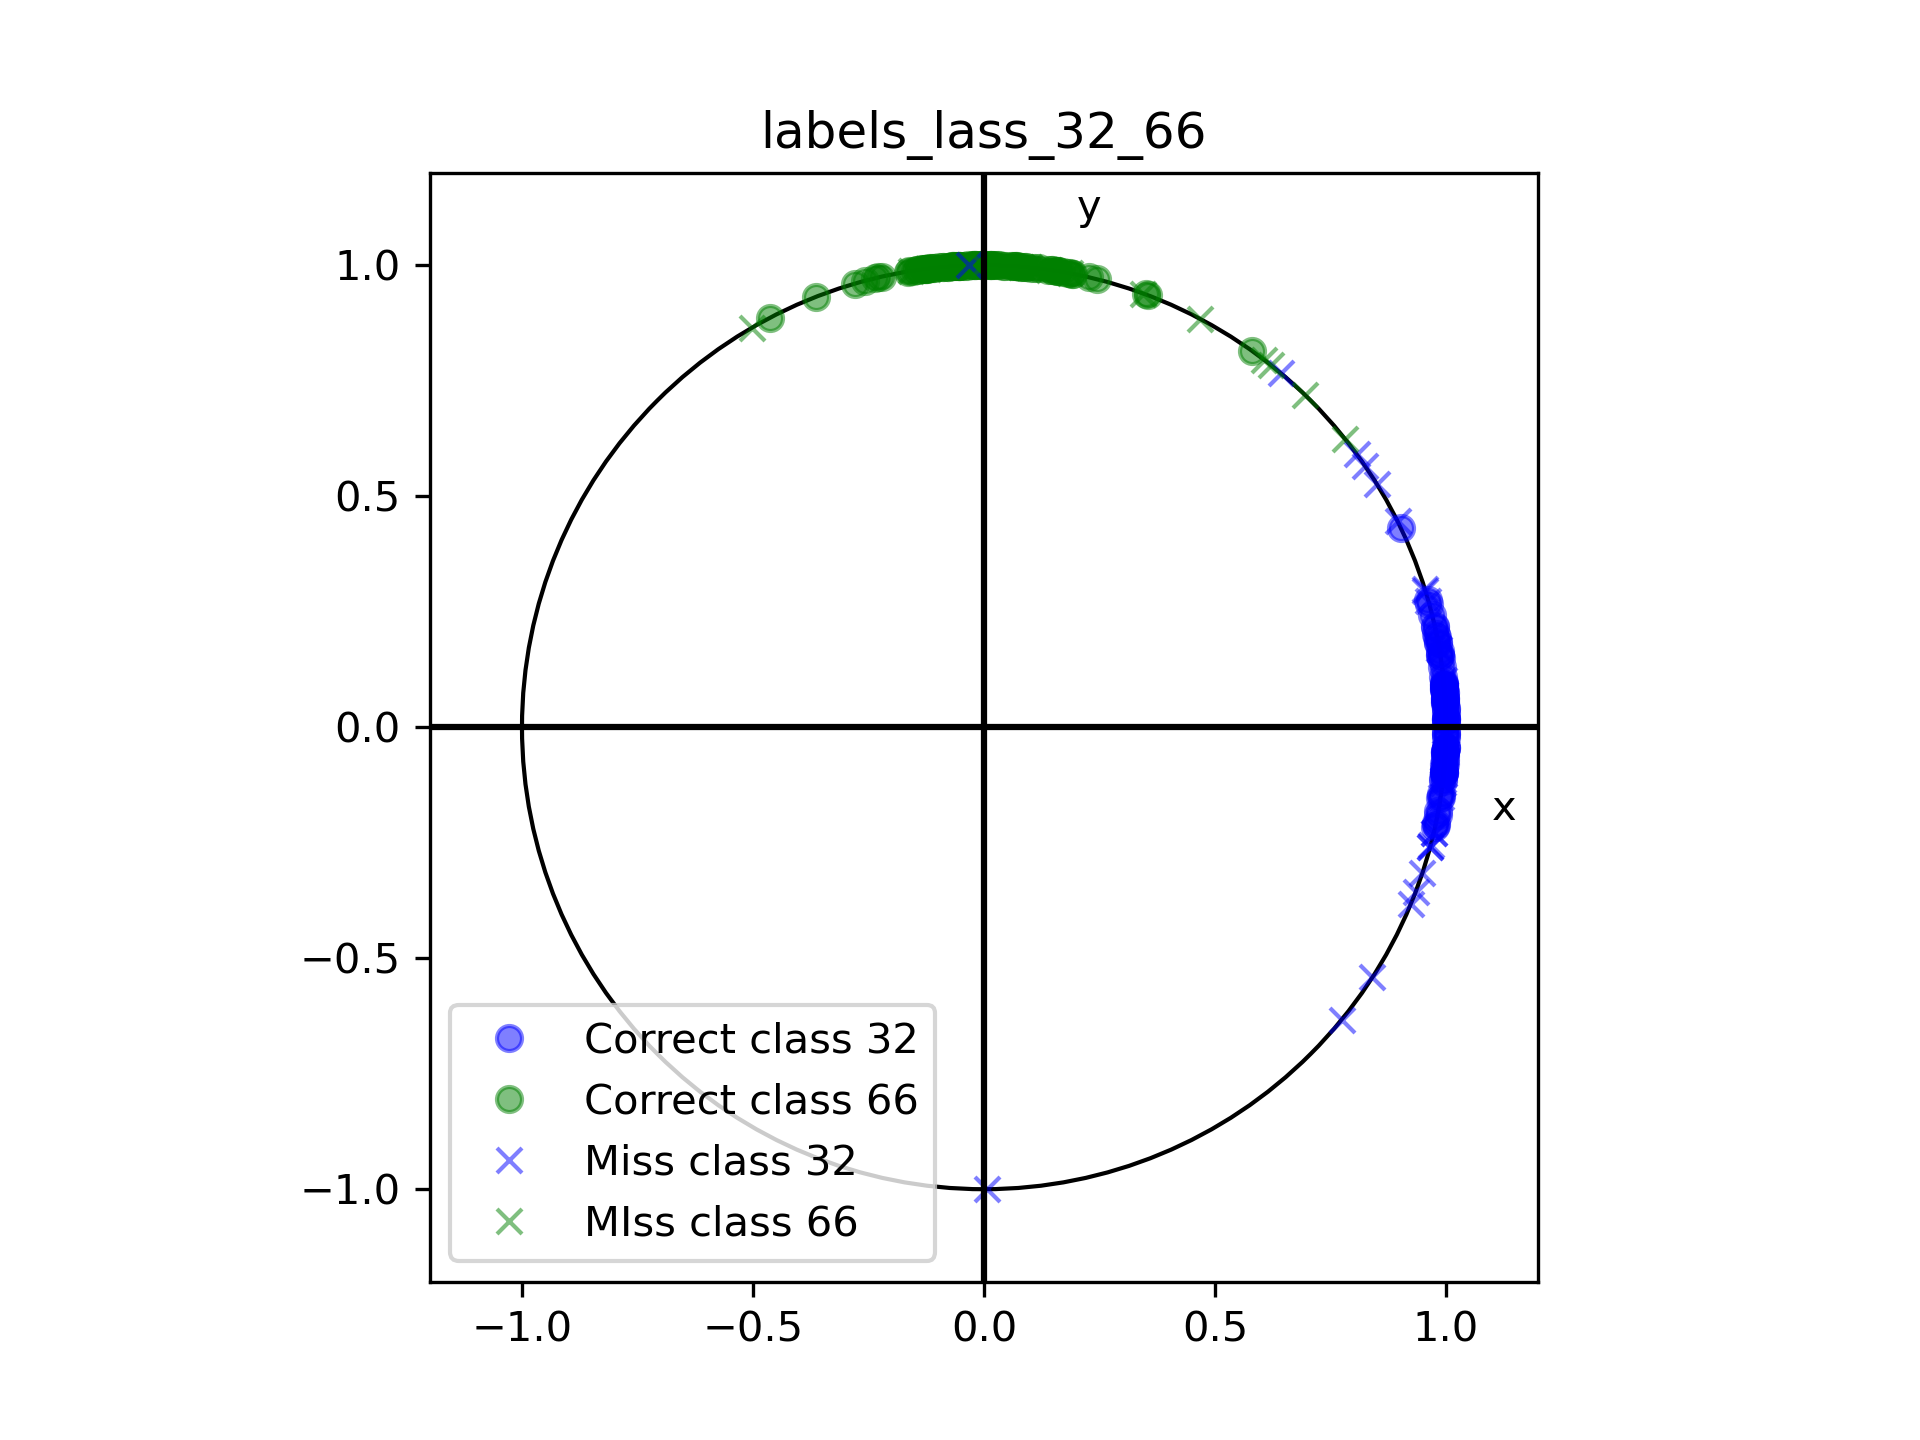 labels_lass_32_66
y
1.0
0.5
0.0
−0.5
−1.0
x
Correct class 32
Correct class 66
Miss class 32
MIss class 66
−1.0 −0.5 0.0 0.5 1.0